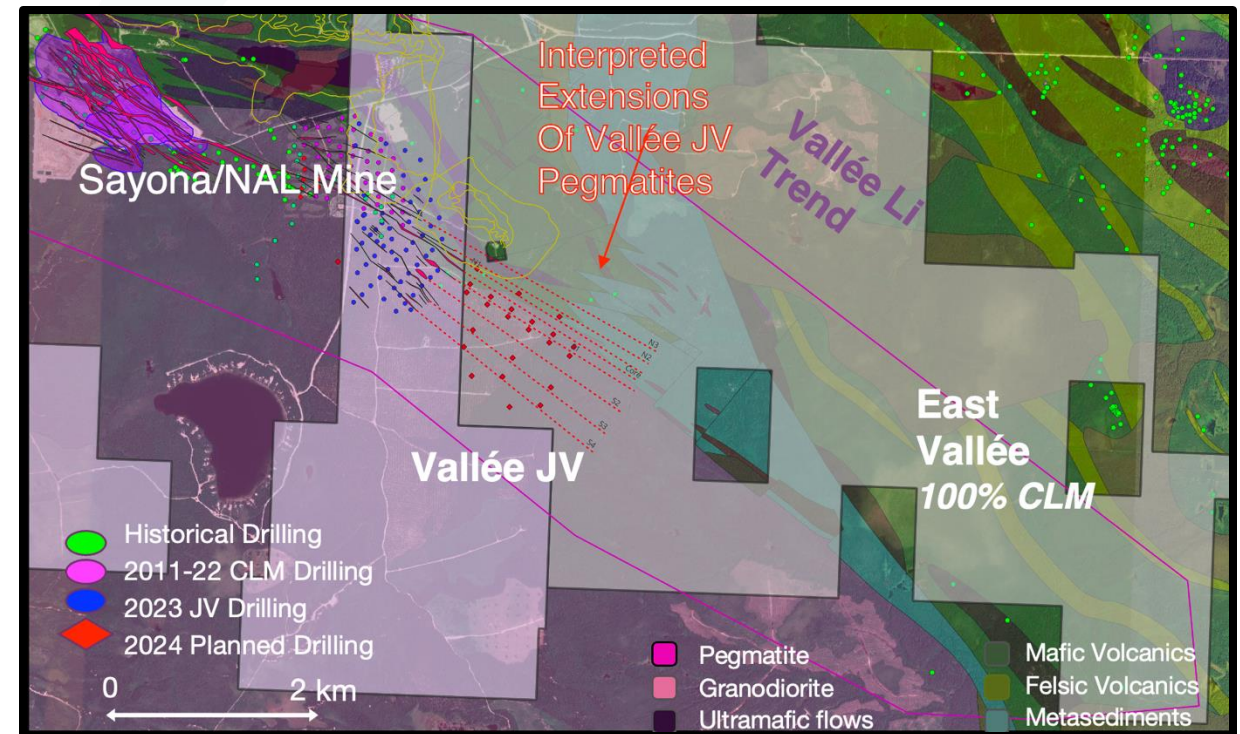 Interpreted
Extensions
Of Vallée JV
Pegmatites
Vallée Li
Trend
Sayona/NAL Mine
N3
N2
Côté
S2
S3
S4
East
Vallée
100% CLM
Vallée JV
Historical Drilling
2011-22 CLM Drilling
2023 JV Drilling
2024 Planned Drilling
0 2 km
Pegmatite
Granodiorite
Ultramafic flows
Mafic Volcanics
Felsic Volcanics
Metasediments